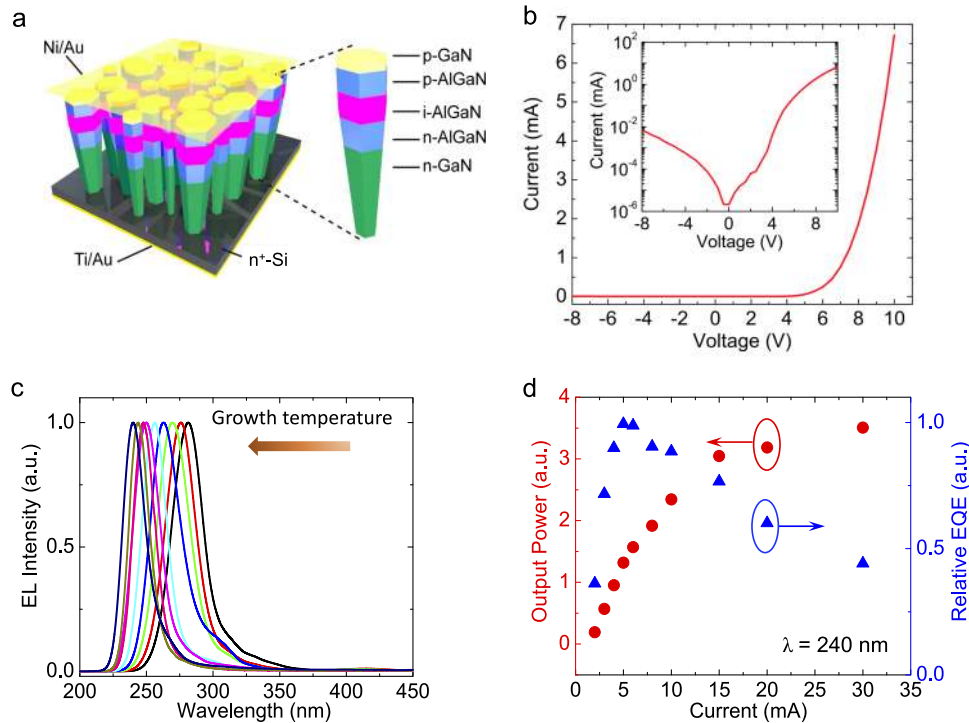 a
Ni/Au
p-GaN
p-AlGaN
i-AlGaN
n-AlGaN
n-GaN
Ti/Au
n⁺-Si
b
7
6
5
4
3
2
1
0
Current (mA)
-8 -6 -4 -2 0 2 4 6 8 10
Voltage (V)
10²
10⁰
10⁻²
10⁻⁴
10⁻⁶
Current (mA)
-8 -4 0 4 8
Voltage (V)
c
Growth temperature
1.0
0.5
0.0
EL Intensity (a.u.)
200 250 300 350 400 450
Wavelength (nm)
d
4
3
2
1
0
Output Power (a.u.)
1.0
0.5
0.0
Relative EQE (a.u.)
λ = 240 nm
0 5 10 15 20 25 30 35
Current (mA)